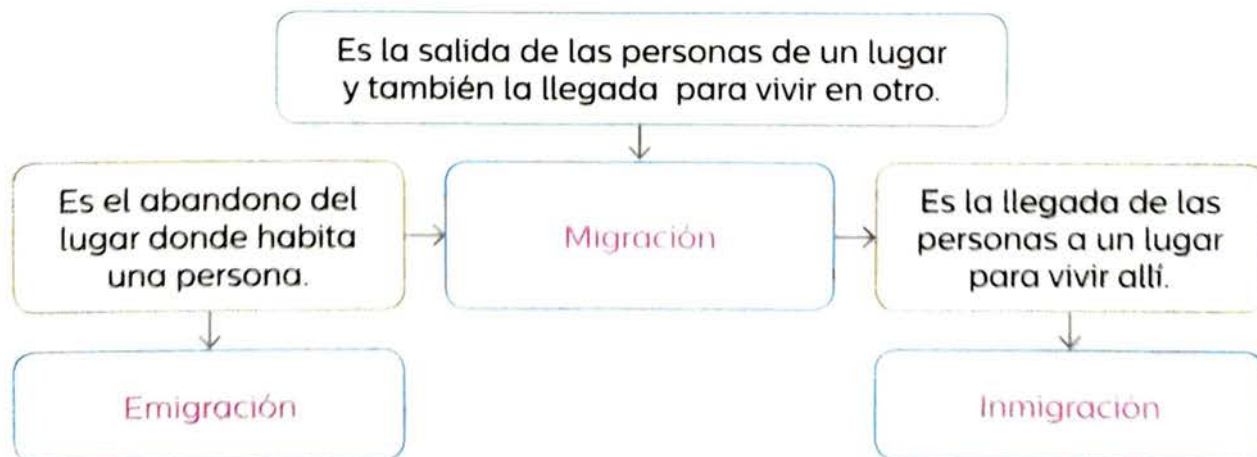 Es la salida de las personas de un lugar
y también la llegada para vivir en otro.
Es el abandono del
lugar donde habita
una persona.
Migración
Es la llegada de las
personas a un lugar
para vivir allí.
Emigración
Inmigración